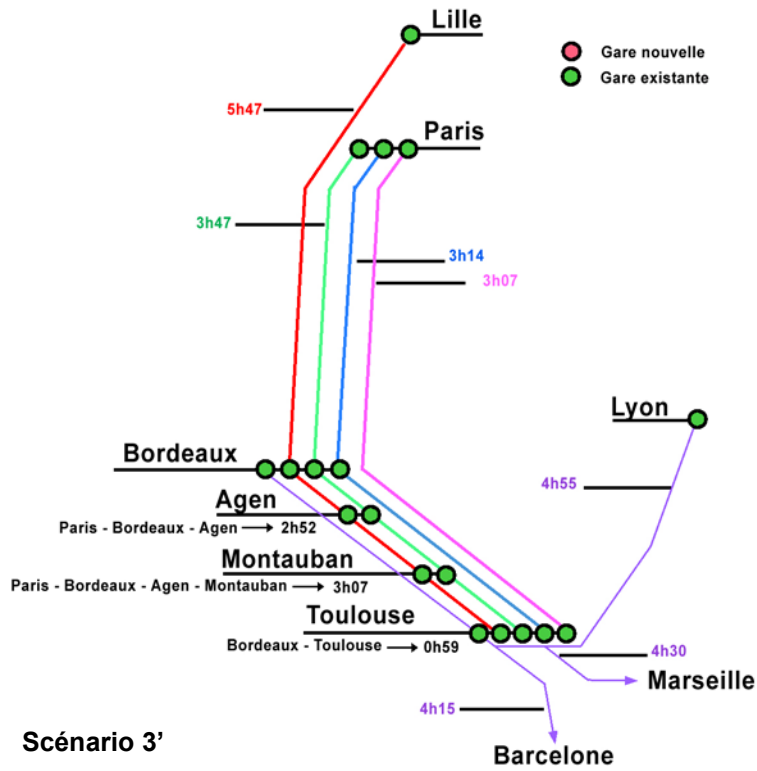 Lille
Gare nouvelle
Gare existante
5h47
Paris
3h47
3h14
3h07
Lyon
Bordeaux
4h55
Agen
Paris - Bordeaux - Agen → 2h52
Montauban
Paris - Bordeaux - Agen - Montauban → 3h07
Toulouse
Bordeaux - Toulouse → 0h59
4h30
Marseille
4h15
Scénario 3’
Barcelone